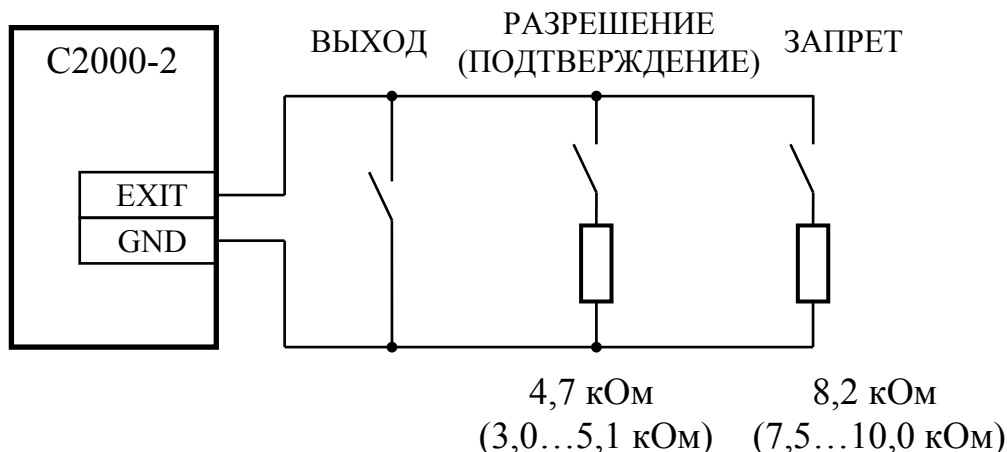 С2000-2
ВЫХОД
РАЗРЕШЕНИЕ
(ПОДТВЕРЖДЕНИЕ)
ЗАПРЕТ
EXIT
GND
4,7 кОм
(3,0…5,1 кОм)
8,2 кОм
(7,5…10,0 кОм)